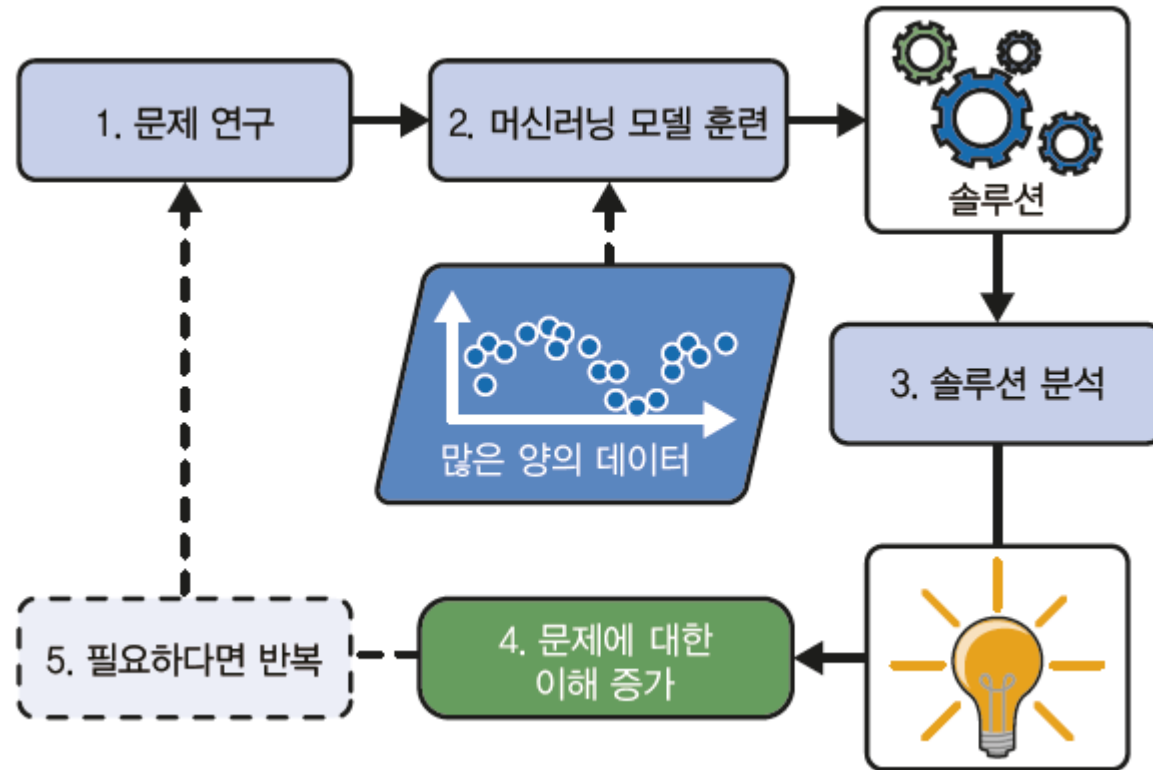 1. 문제 연구
2. 머신러닝 모델 훈련
솔루션
많은 양의 데이터
3. 솔루션 분석
4. 문제에 대한
이해 증가
5. 필요하다면 반복